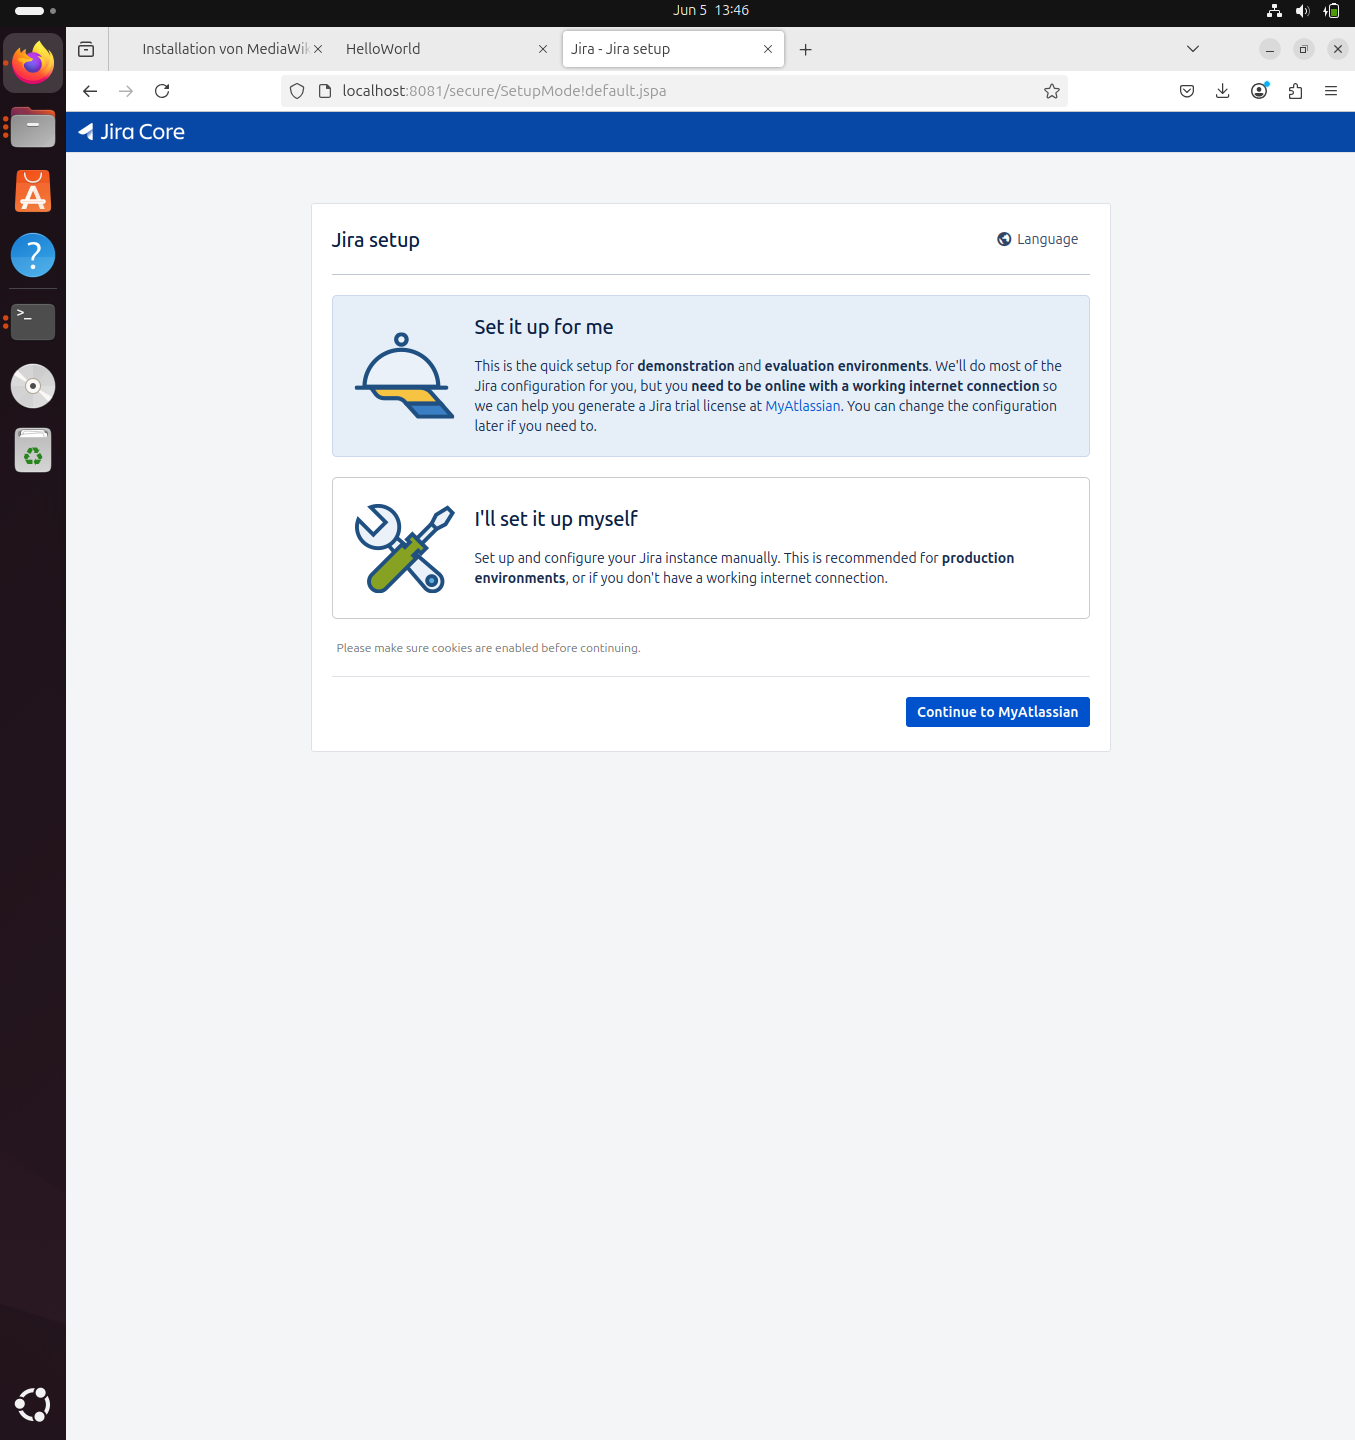 Jun 5 13:46
Installation von MediaWik
HelloWorld
Jira - Jira setup
localhost:8081/secure/SetupMode!default.jspa
Jira Core
Jira setup
Language
Set it up for me
This is the quick setup for demonstration and evaluation environments. We'll do most of the
Jira configuration for you, but you need to be online with a working internet connection so
we can help you generate a Jira trial license at MyAtlassian. You can change the configuration
later if you need to.
I'll set it up myself
Set up and configure your Jira instance manually. This is recommended for production
environments, or if you don't have a working internet connection.
Please make sure cookies are enabled before continuing.
Continue to MyAtlassian